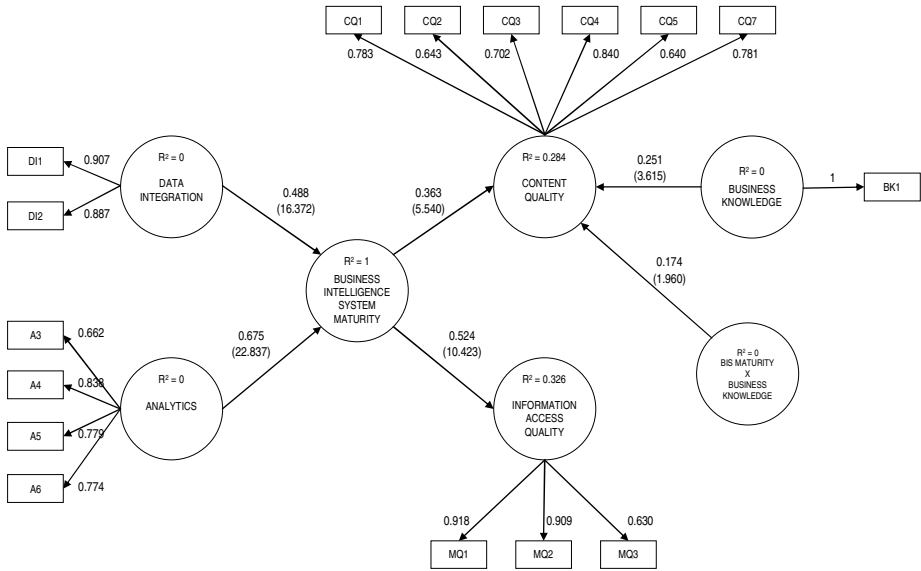 CQ1 CQ2 CQ3 CQ4 CQ5 CQ7
0.783 0.643 0.702 0.840 0.640 0.781
DI1
0.907
DI2
0.887
R² = 0
DATA
INTEGRATION
0.488
(16.372)
0.363
(5.540)
R² = 0.284
CONTENT
QUALITY
0.251
(3.615)
R² = 0
BUSINESS
KNOWLEDGE
1
BK1
R² = 1
BUSINESS
INTELLIGENCE
SYSTEM
MATURITY
0.174
(1.960)
A3
0.662
A4
0.838
A5
0.779
A6
0.774
R² = 0
ANALYTICS
0.675
(22.837)
0.524
(10.423)
R² = 0.326
INFORMATION
ACCESS
QUALITY
R² = 0
BIS MATURITY
X
BUSINESS
KNOWLEDGE
0.918 0.909 0.630
MQ1 MQ2 MQ3